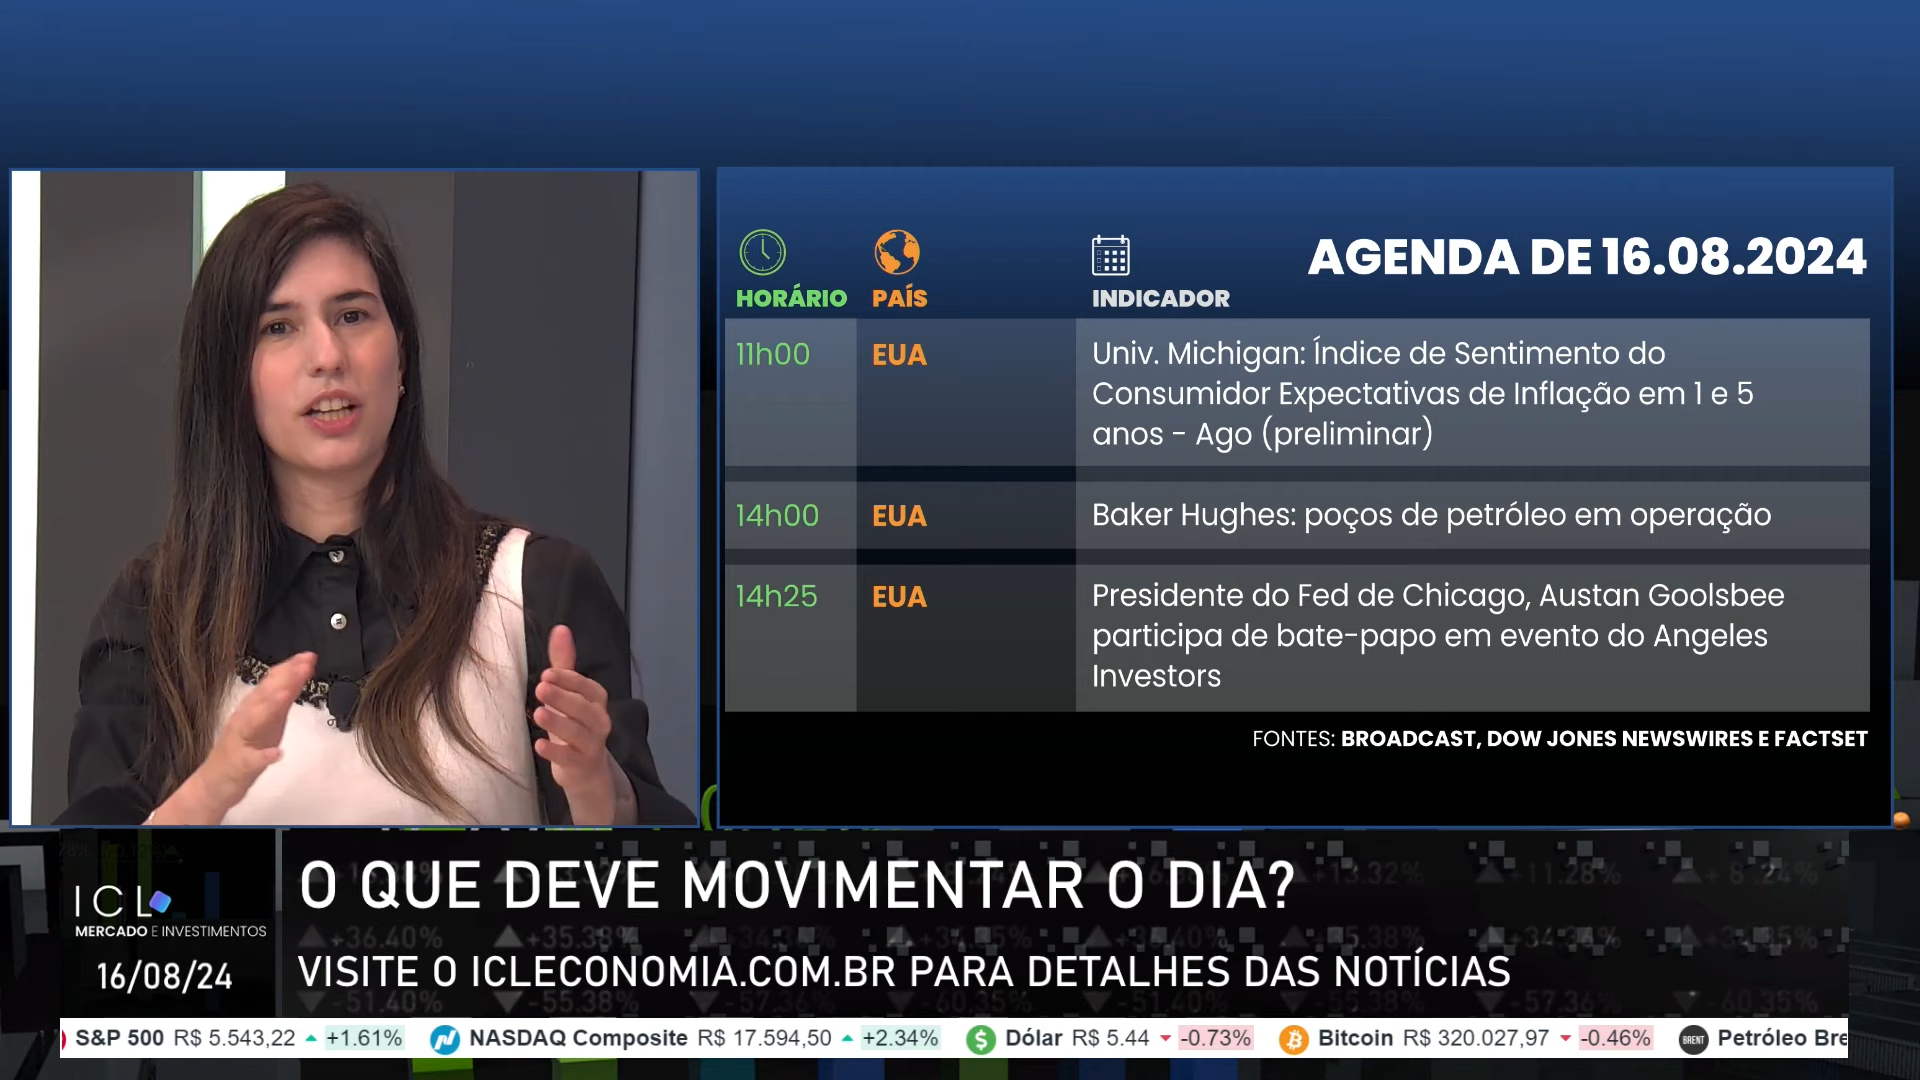 AGENDA DE 16.08.2024
HORÁRIO PAÍS INDICADOR
11h00 EUA Univ. Michigan: Índice de Sentimento do
Consumidor Expectativas de Inflação em 1 e 5
anos - Ago (preliminar)
14h00 EUA Baker Hughes: poços de petróleo em operação
14h25 EUA Presidente do Fed de Chicago, Austan Goolsbee
participa de bate-papo em evento do Angeles
Investors
FONTES: BROADCAST, DOW JONES NEWSWIRES E FACTSET
O QUE DEVE MOVIMENTAR O DIA?
VISITE O ICLECONOMIA.COM.BR PARA DETALHES DAS NOTÍCIAS
ICL
MERCADO E INVESTIMENTOS
16/08/24
S&P 500 R$ 5.543,22 +1.61% NASDAQ Composite R$ 17.594,50 +2.34% Dólar R$ 5.44 -0.73% Bitcoin R$ 320.027,97 -0.46% BRENT Petróleo Bre